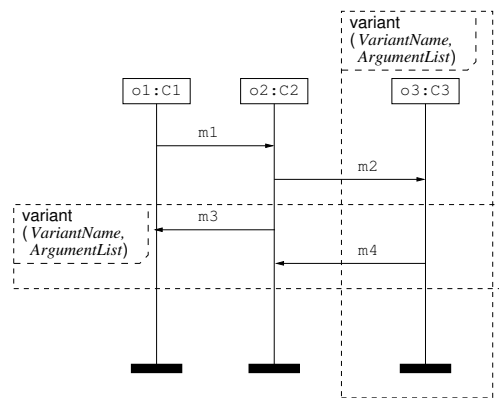 variant
(VariantName,
ArgumentList)
o1:C1
o2:C2
o3:C3
m1
m2
variant
(VariantName,
ArgumentList)
m3
m4